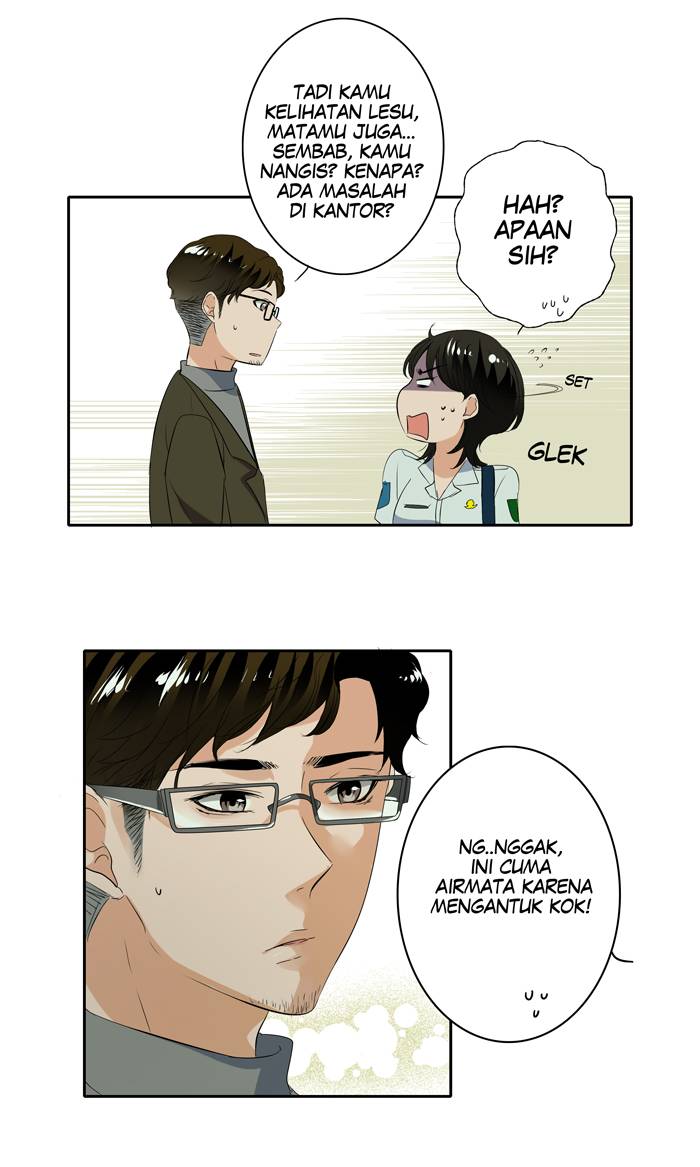 TADI KAMU
KELIHATAN LESU,
MATAMU JUGA...
SEMBAB, KAMU
NANGIS? KENAPA?
ADA MASALAH
DI KANTOR?
HAH?
APAAN
SIH?
SET
GLEK
NG..NGGAK,
INI CUMA
AIRMATA KARENA
MENGANTUK KOK!